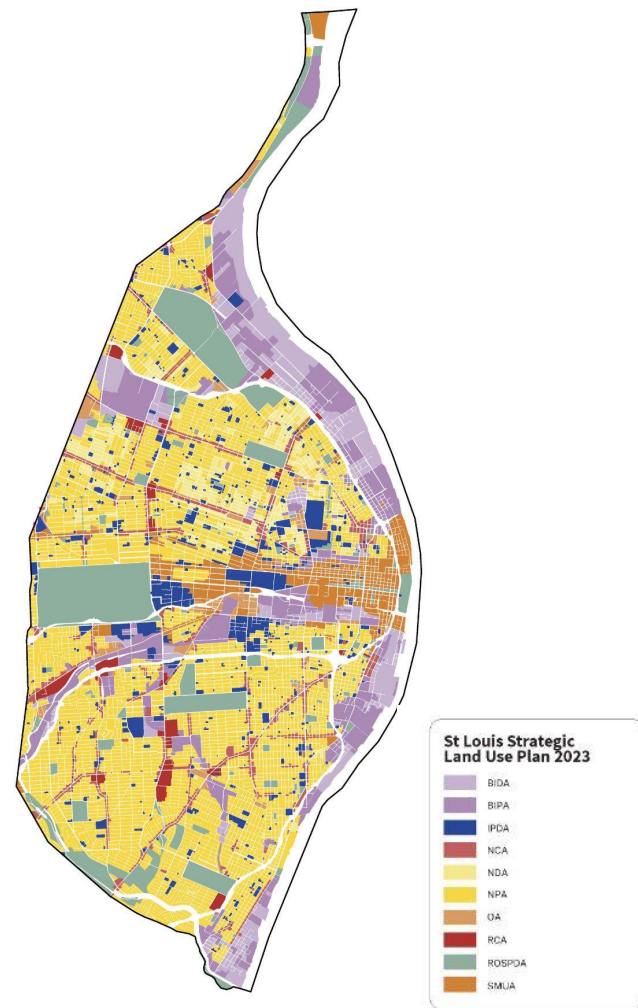 St Louis Strategic
Land Use Plan 2023
BIDA
BIPA
IPDA
NCA
NDA
NPA
OA
RCA
ROSPDA
SMUA